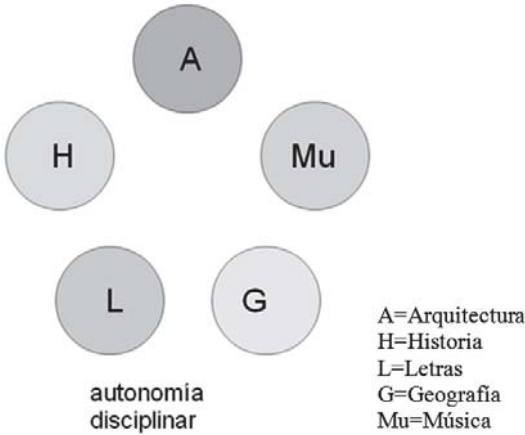 A
H
Mu
L
G
autonomía
disciplinar
A=Arquitectura
H=Historia
L=Letras
G=Geografía
Mu=Música